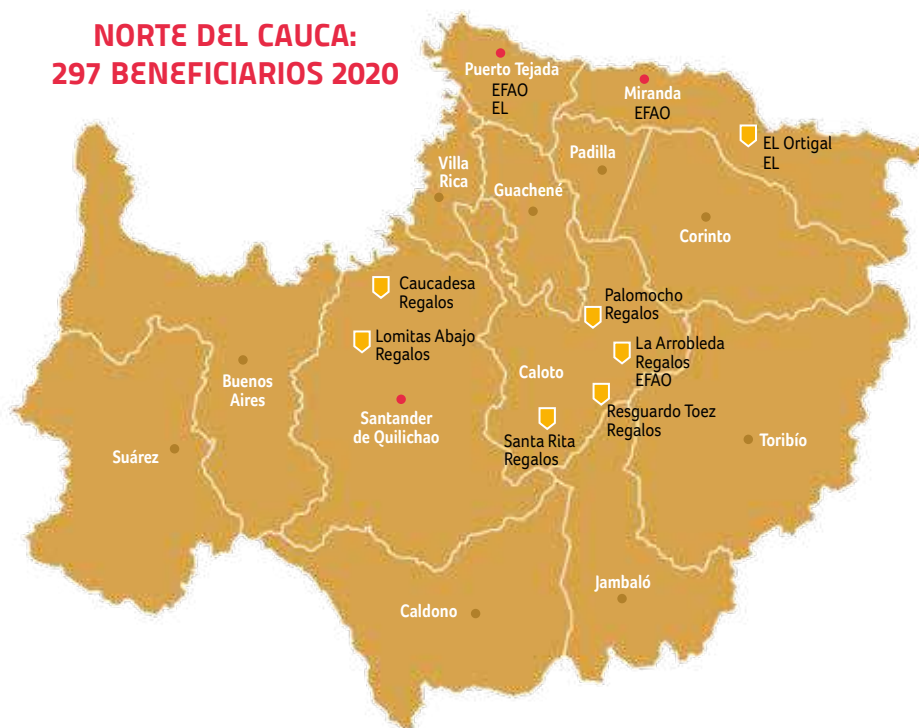 NORTE DEL CAUCA:
297 BENEFICIARIOS 2020
Puerto Tejada
EFAO
EL
Miranda
EFAO
EL Ortigal
EL
Villa
Rica
Padilla
Guachené
Corinto
Caucadesa
Regalos
Palomocho
Regalos
Lomitas Abajo
Regalos
La Arrobleda
Regalos
EFAO
Caloto
Buenos
Aires
Resguardo Toez
Regalos
Santander
de Quilichao
Santa Rita
Regalos
Toribío
Suárez
Jambaló
Caldono